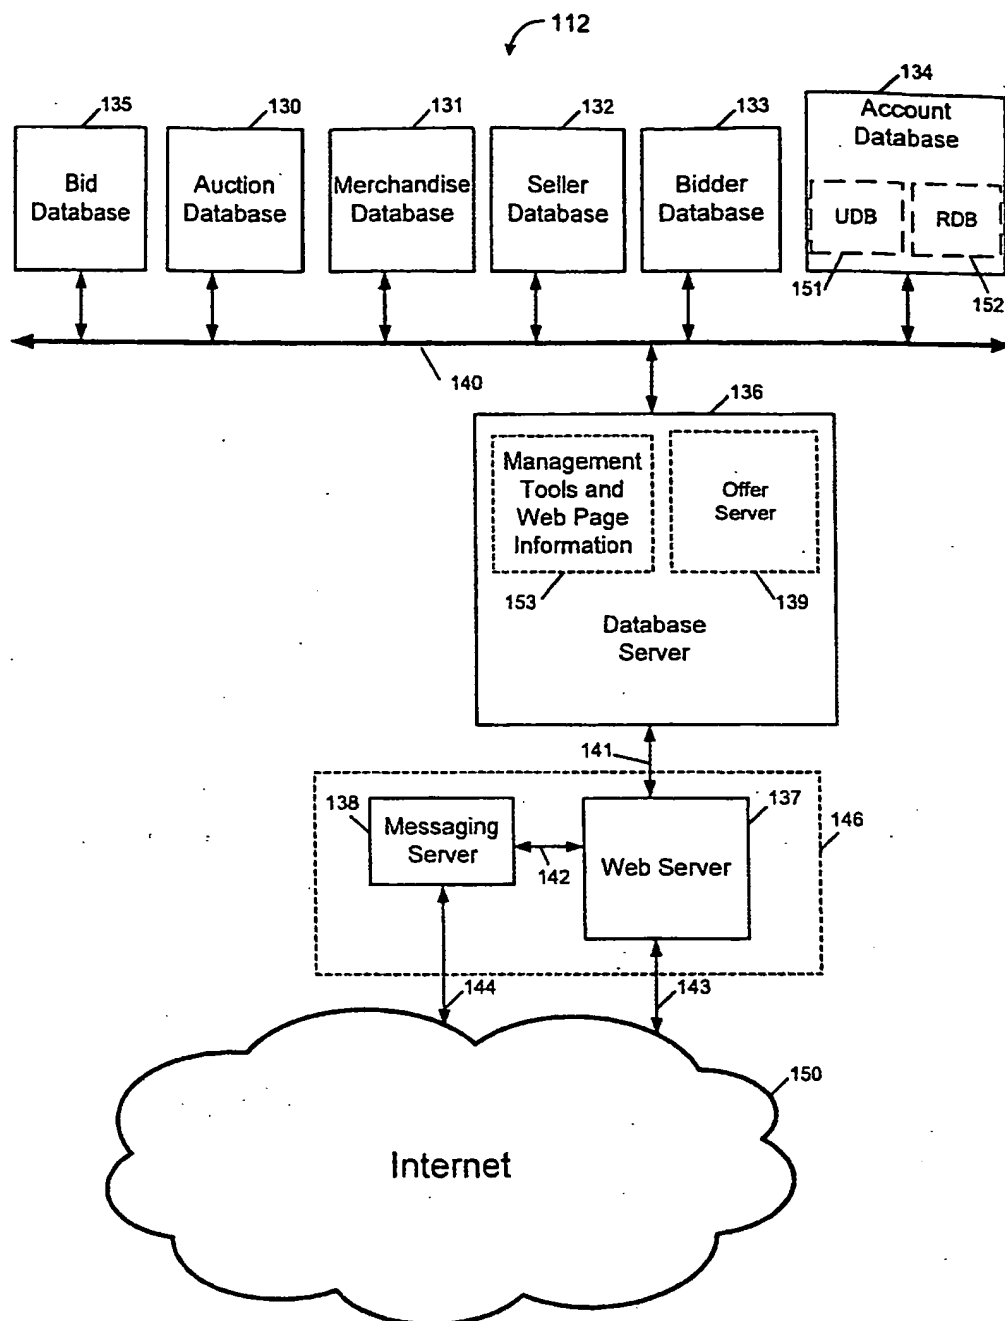 112
135
130
131
132
133
134
Bid
Database
Auction
Database
Merchandise
Database
Seller
Database
Bidder
Database
Account
Database
UDB
RDB
151
152
140
136
Management
Tools and
Web Page
Information
Offer
Server
153
139
Database
Server
141
138
137
146
Messaging
Server
142
Web Server
144
143
150
Internet